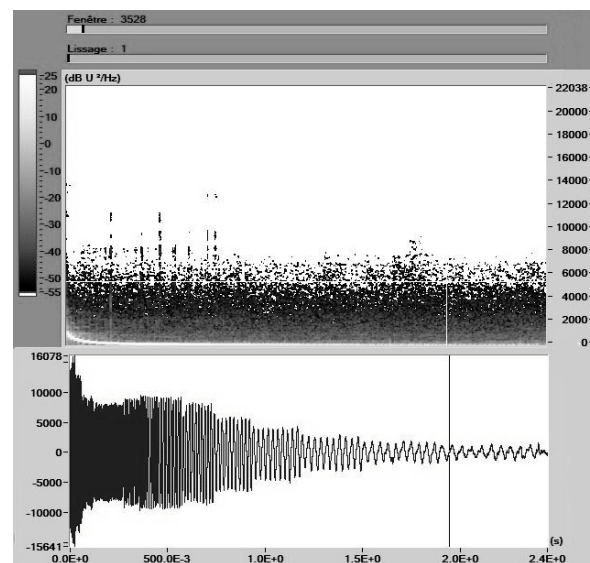 Fenêtre : 3528
Lissage : 1
(dB U ²/Hz)
25
20
10
0
-10
-20
-30
-40
-50
-55
22038
20000
18000
16000
14000
12000
10000
8000
6000
4000
2000
0
16078
10000
5000
0
-5000
-10000
-15641
(s)
0.0E+0
500.0E-3
1.0E+0
1.5E+0
2.0E+0
2.4E+0